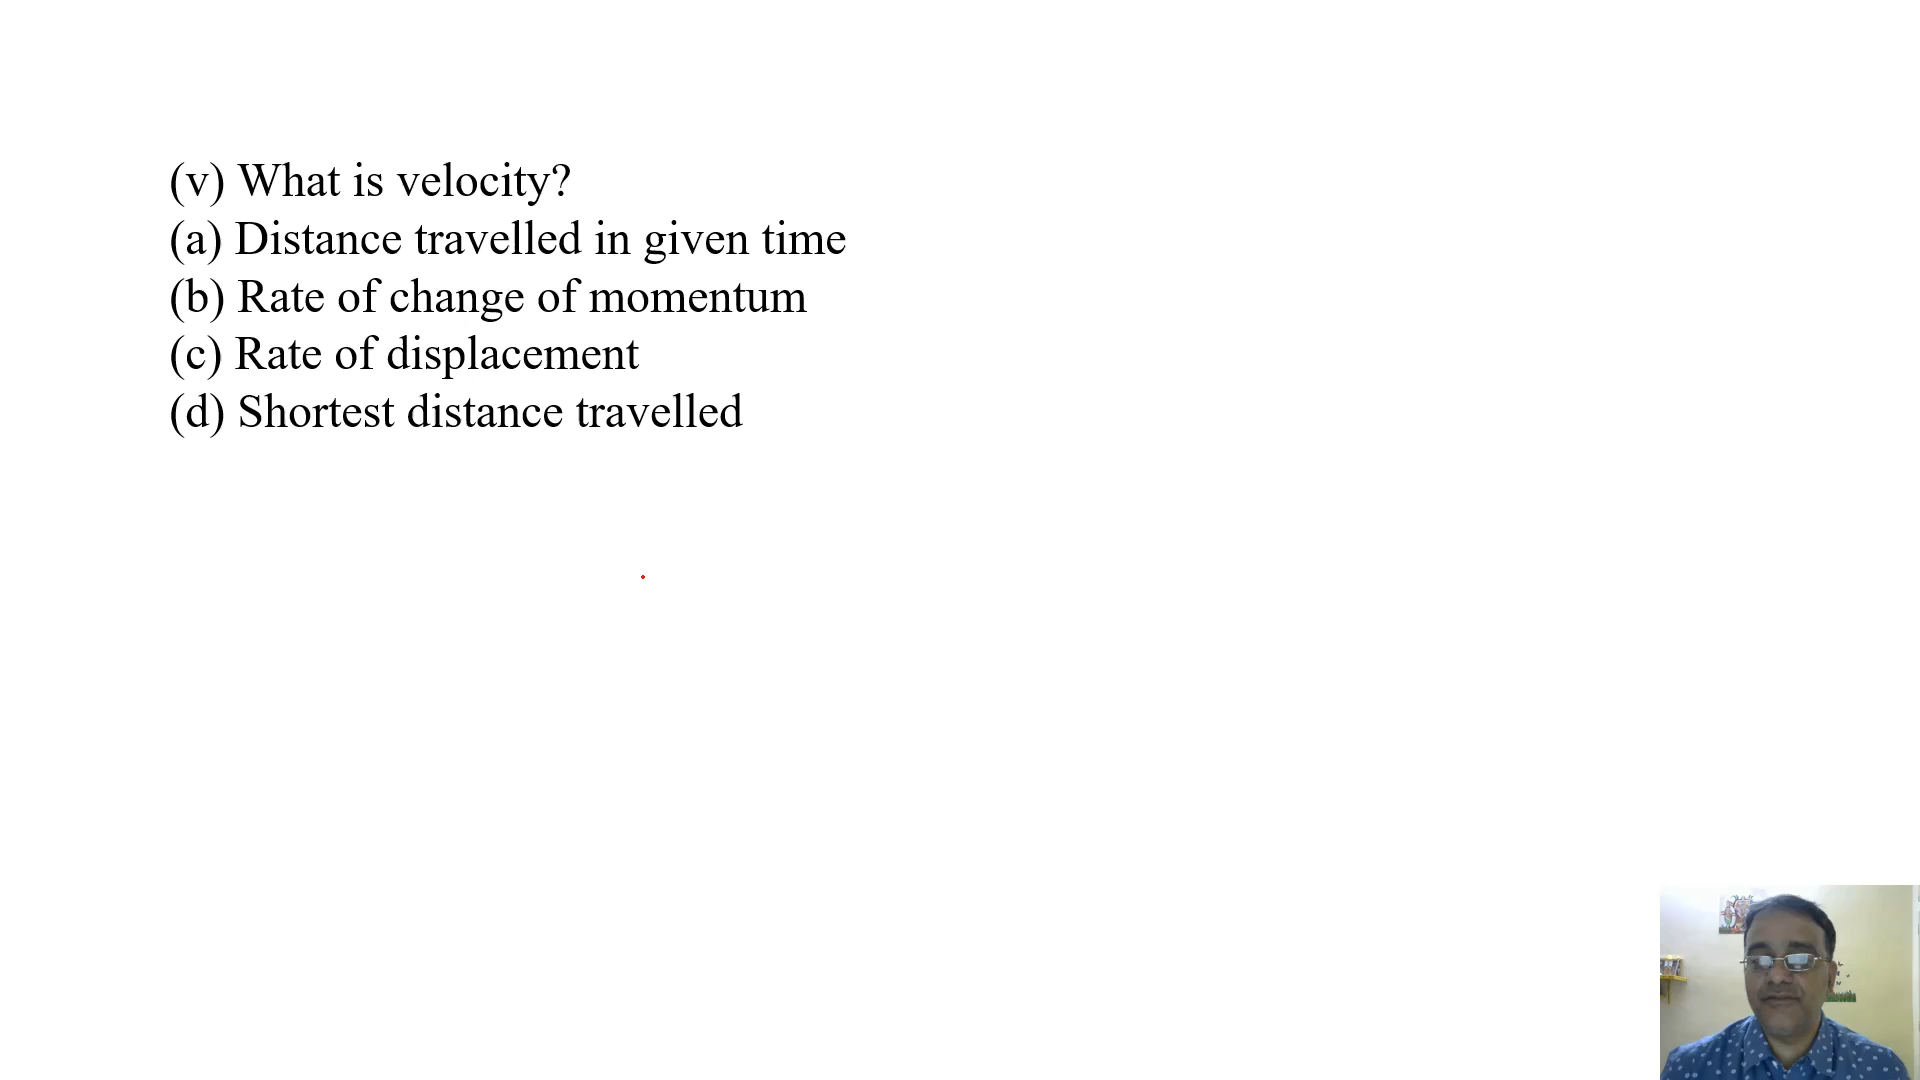 (v) What is velocity?
(a) Distance travelled in given time
(b) Rate of change of momentum
(c) Rate of displacement
(d) Shortest distance travelled